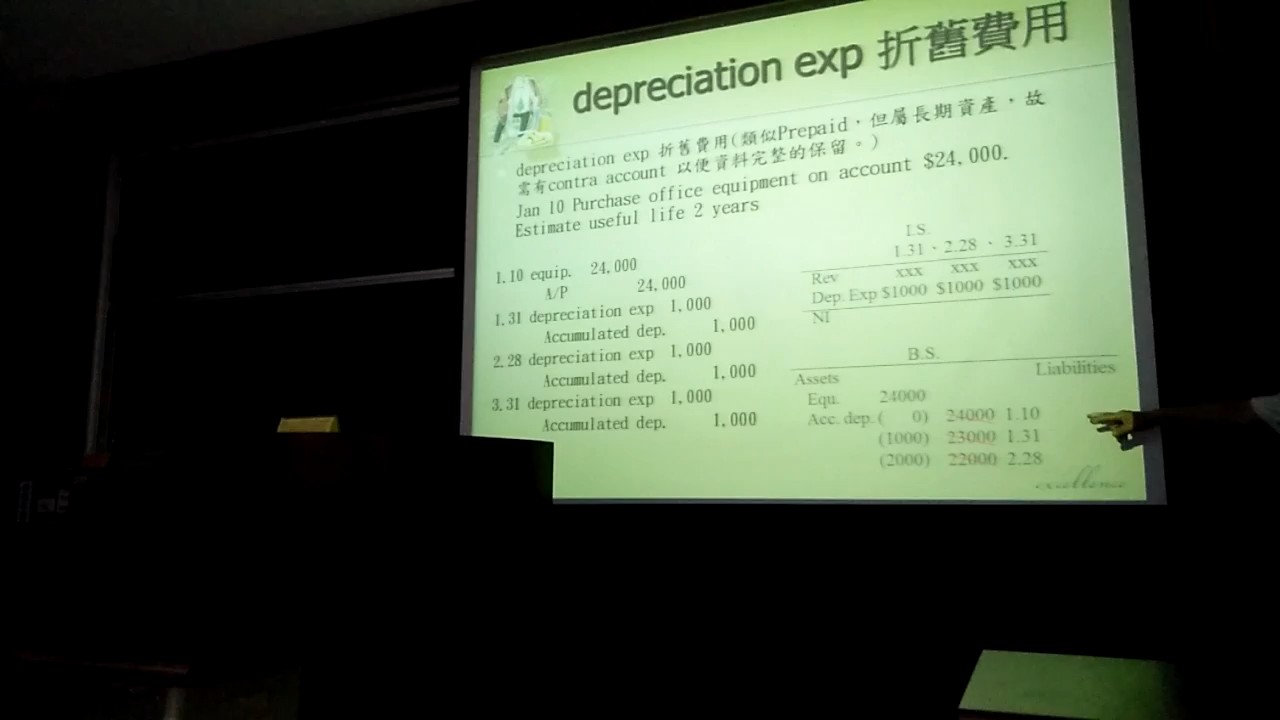 depreciation exp 折舊費用
depreciation exp 折舊費用(類似Prepaid，但屬長期資產，故
需有contra account 以便資料完整的保留。)
Jan 10 Purchase office equipment on account $24,000.
Estimate useful life 2 years
1.10 equip. 24,000
A/P 24,000
1.31 depreciation exp 1,000
Accumulated dep. 1,000
2.28 depreciation exp 1,000
Accumulated dep. 1,000
3.31 depreciation exp 1,000
Accumulated dep. 1,000
I.S.
1.31、2.28、3.31
Rev xxx xxx xxx
Dep. Exp $1000 $1000 $1000
NI
B.S.
Assets Liabilities
Equ. 24000
Acc. dep. ( 0) 24000 1.10
(1000) 23000 1.31
(2000) 22000 2.28
excellence